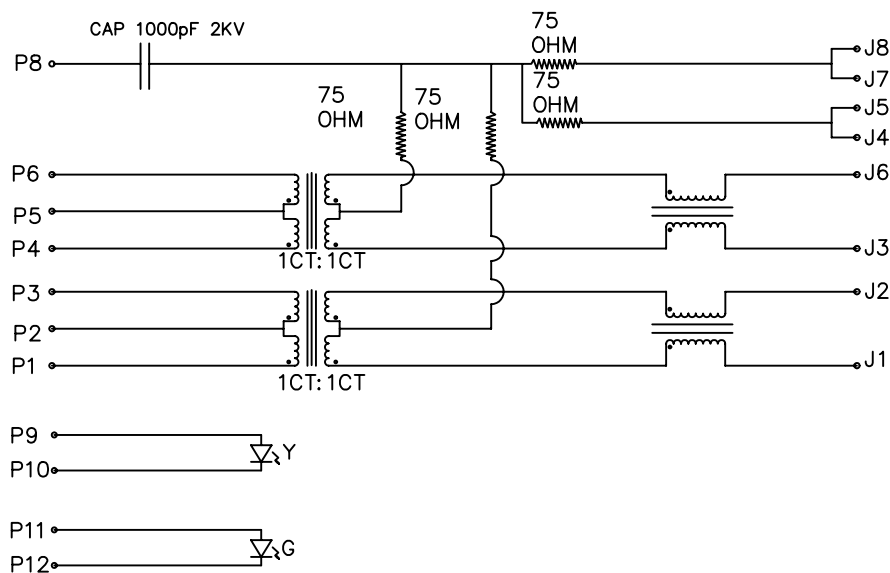 CAP 1000pF 2KV
75
OHM
P8
J8
J7
75
OHM
75
OHM
75
OHM
J5
J4
P6
J6
P5
P4
J3
1CT:1CT
P3
J2
P2
P1
J1
1CT:1CT
P9
Y
P10
P11
G
P12